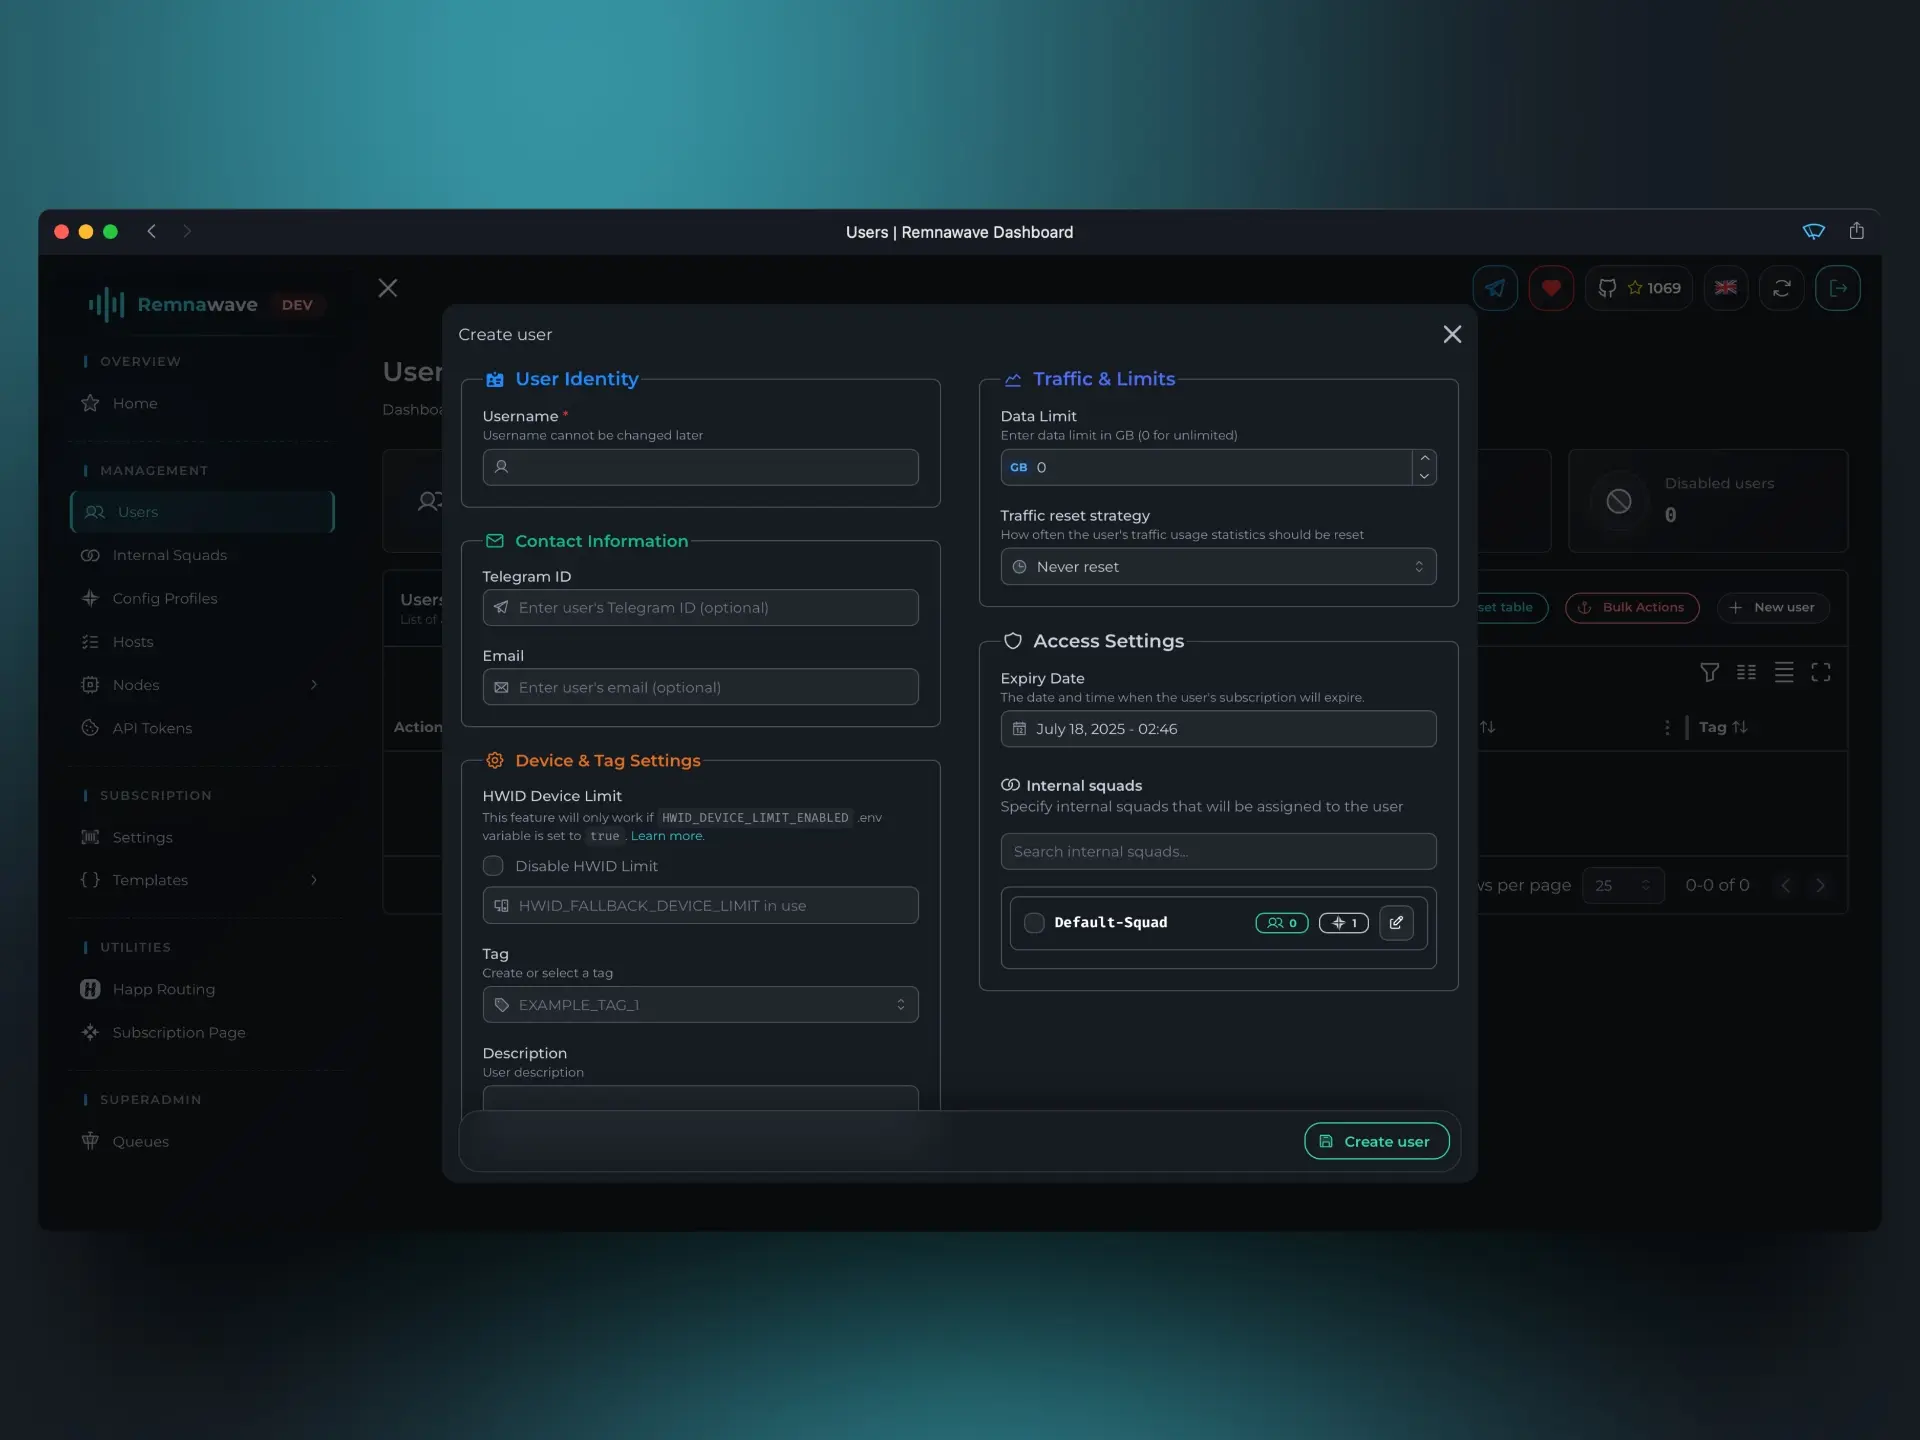 Users | Remnawave Dashboard
Remnawave DEV
1069
OVERVIEW
Home
MANAGEMENT
Users
Internal Squads
Config Profiles
Hosts
Nodes
API Tokens
SUBSCRIPTION
Settings
Templates
UTILITIES
Happ Routing
Subscription Page
SUPERADMIN
Queues
User
Dashboa
Users
List of
Action
Create user
User Identity
Username *
Username cannot be changed later
Contact Information
Telegram ID
Enter user's Telegram ID (optional)
Email
Enter user's email (optional)
Device & Tag Settings
HWID Device Limit
This feature will only work if HWID_DEVICE_LIMIT_ENABLED .env
variable is set to true . Learn more.
Disable HWID Limit
HWID_FALLBACK_DEVICE_LIMIT in use
Tag
Create or select a tag
EXAMPLE_TAG_1
Description
User description
Traffic & Limits
Data Limit
Enter data limit in GB (0 for unlimited)
GB 0
Traffic reset strategy
How often the user's traffic usage statistics should be reset
Never reset
Access Settings
Expiry Date
The date and time when the user's subscription will expire.
July 18, 2025 - 02:46
Internal squads
Specify internal squads that will be assigned to the user
Search internal squads...
Default-Squad 0 1
Create user
Disabled users
0
set table
Bulk Actions
New user
Tag
ws per page 25 0-0 of 0